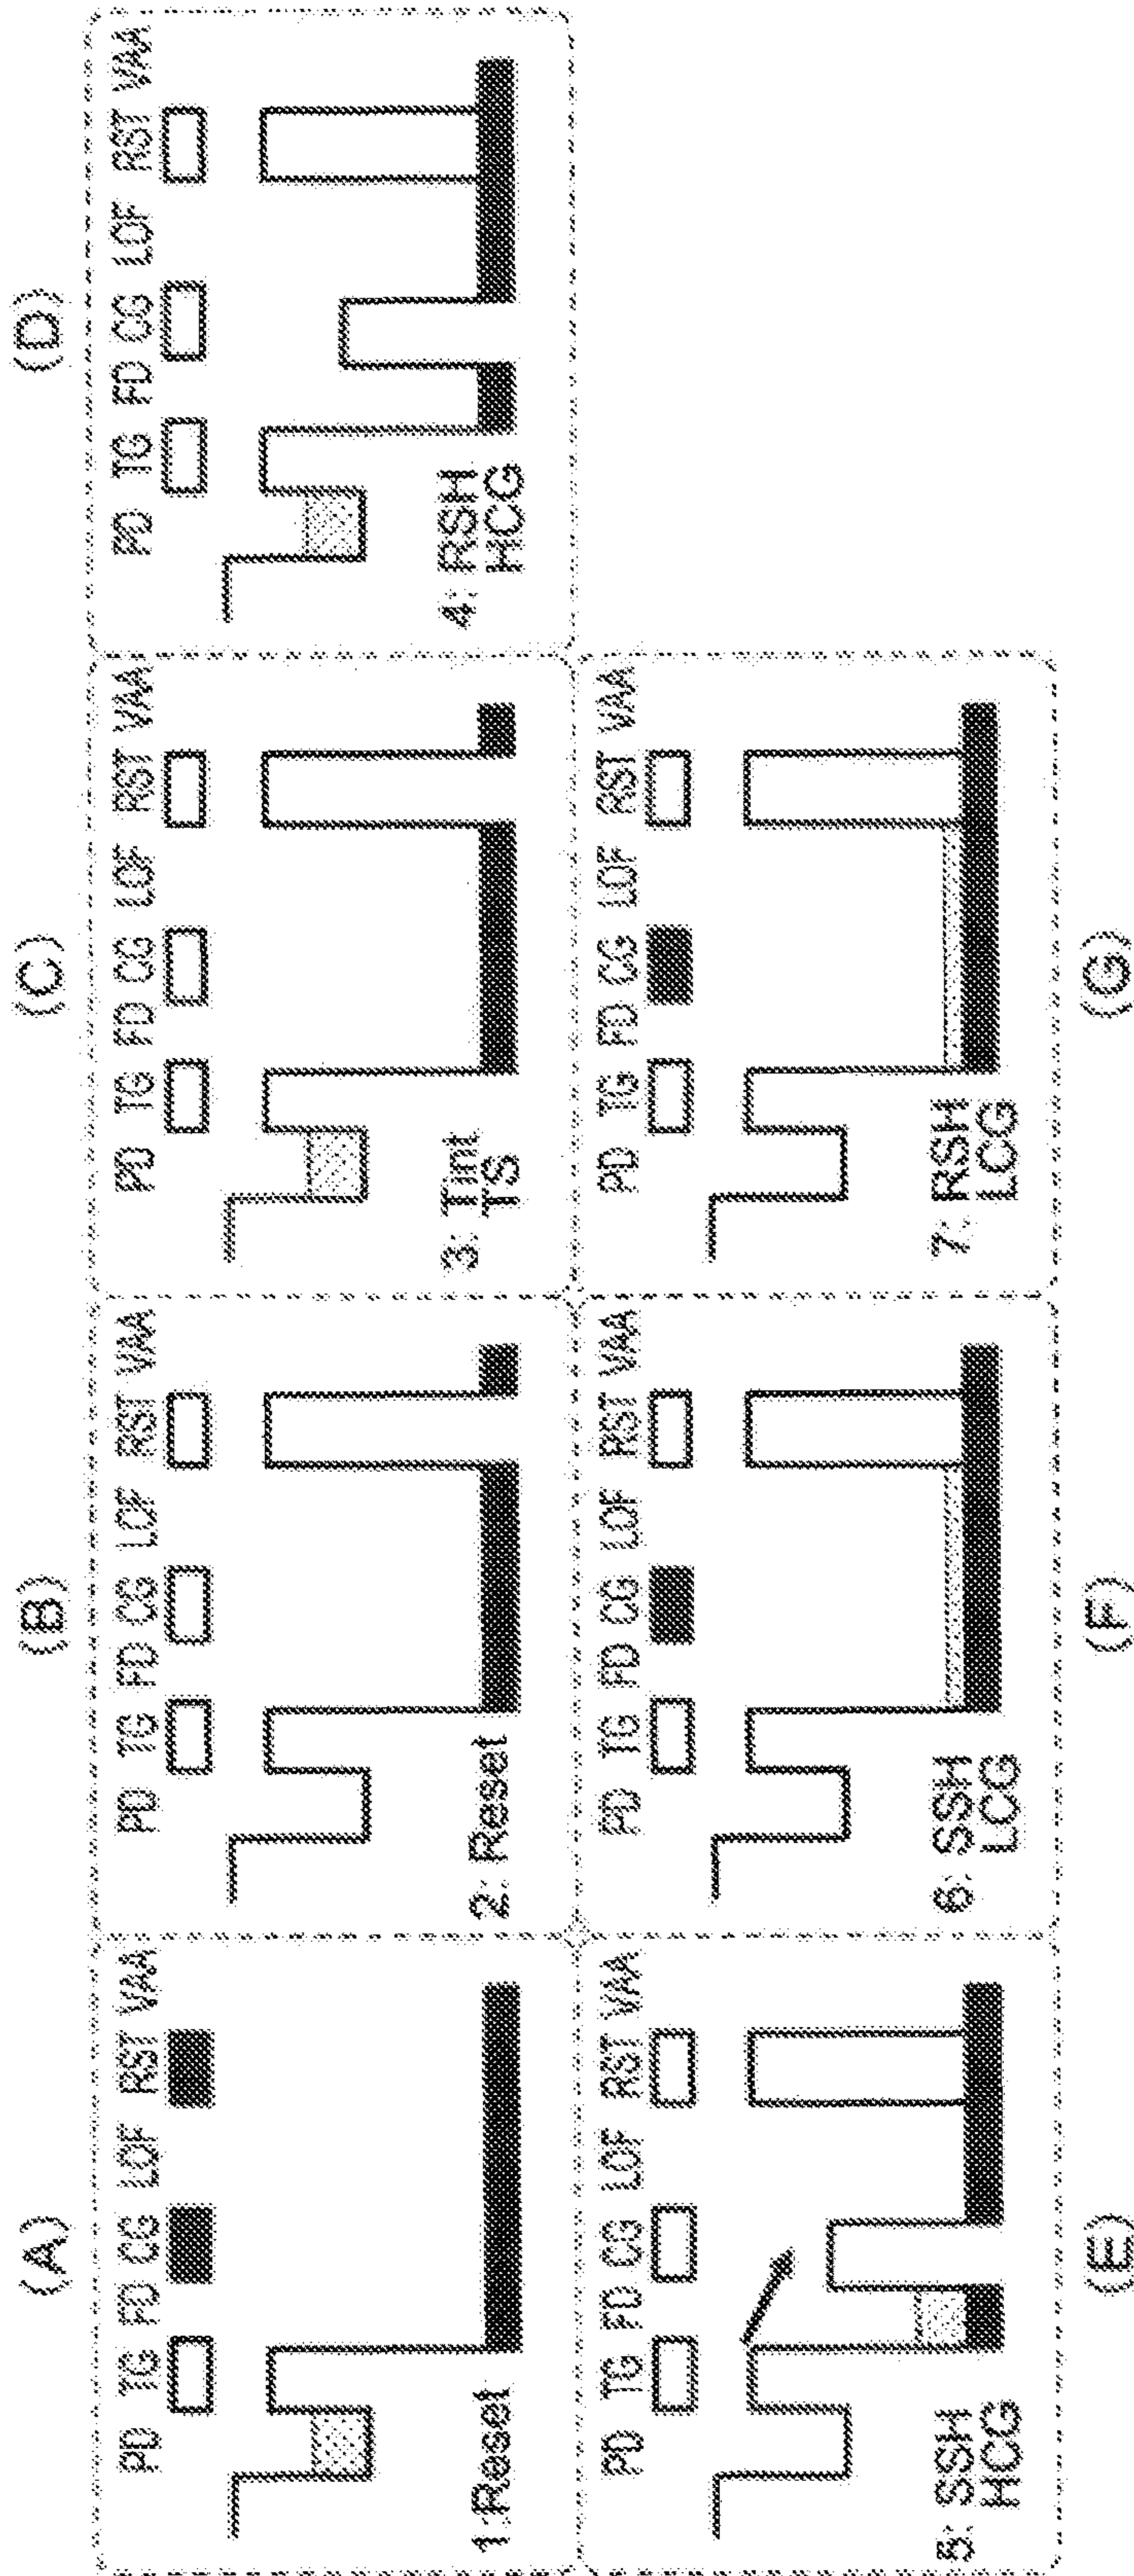 (A)
PD TG FD CG LOF RST VAA
1:Reset
(B)
PD TG FD CG LOF RST VAA
2: Reset
(C)
PD TG FD CG LOF RST VAA
3: Tint
TS
(D)
PD TG FD CG LOF RST VAA
4: RSH
HCG
PD TG FD CG LOF RST VAA
5: SSH
HCG
(E)
PD TG FD CG LOF RST VAA
6: SSH
LCG
(F)
PD TG FD CG LOF RST VAA
7: RSH
LCG
(G)